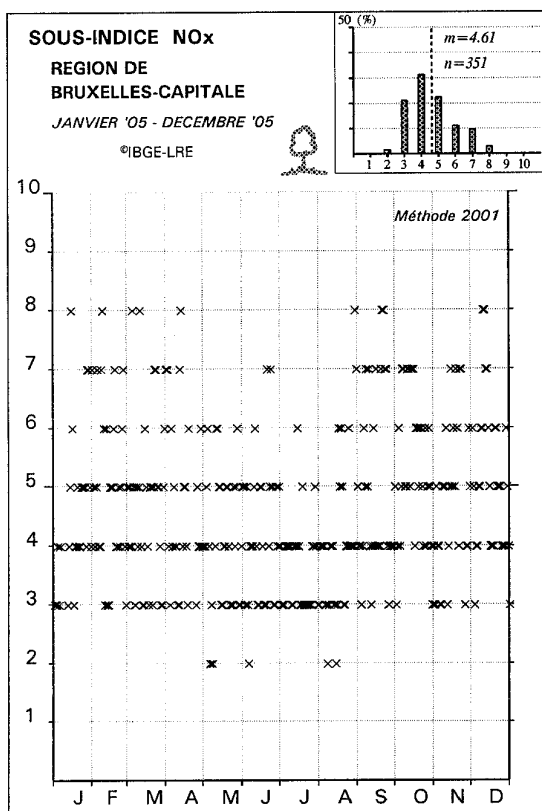 SOUS-INDICE NOx
REGION DE
BRUXELLES-CAPITALE
JANVIER '05 - DECEMBRE '05
©IBGE-LRE
50 (%)
m=4.61
n=351
1 2 3 4 5 6 7 8 9 10
Méthode 2001
10
9
8
7
6
5
4
3
2
1
J F M A M J J A S O N D